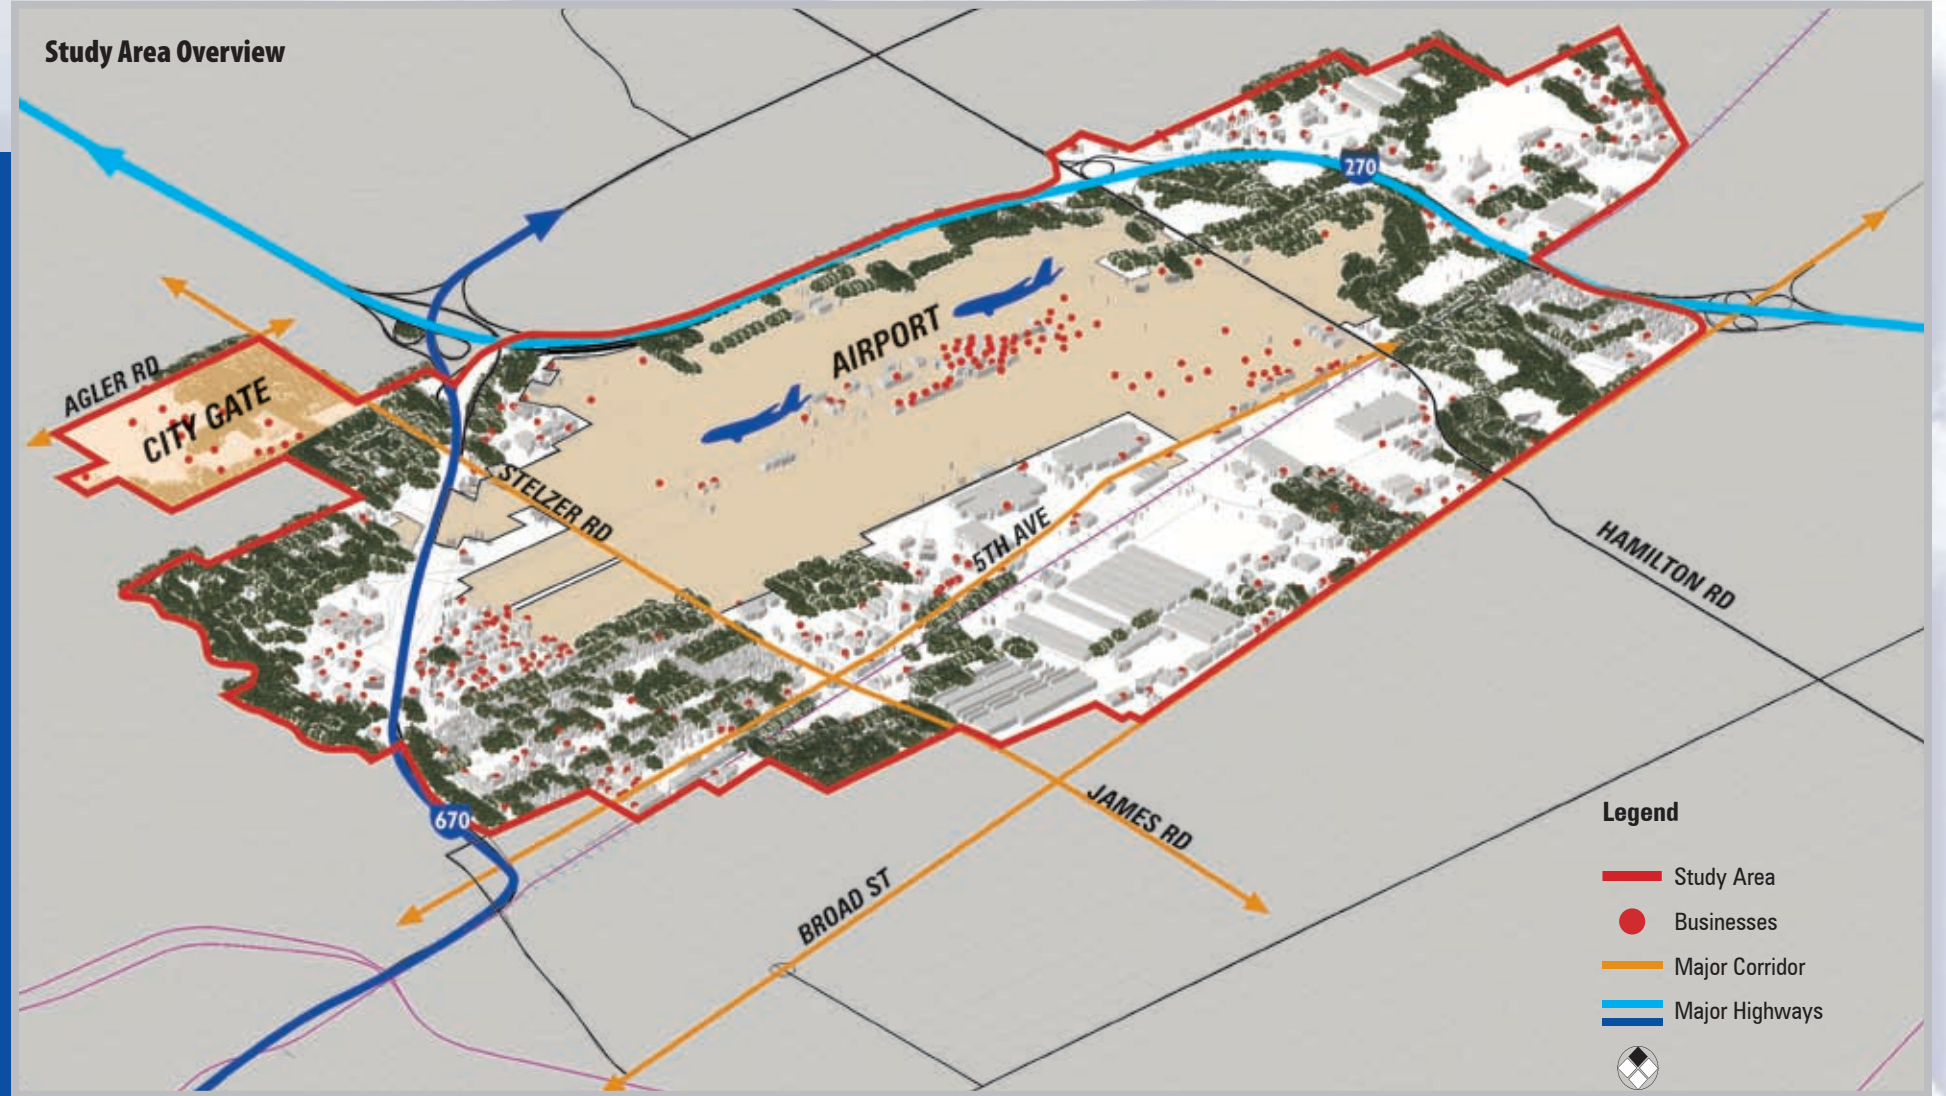 Study Area Overview
270
AGLER RD
CITY GATE
AIRPORT
STELZER RD
5TH AVE
HAMILTON RD
670
JAMES RD
BROAD ST
Legend
Study Area
Businesses
Major Corridor
Major Highways